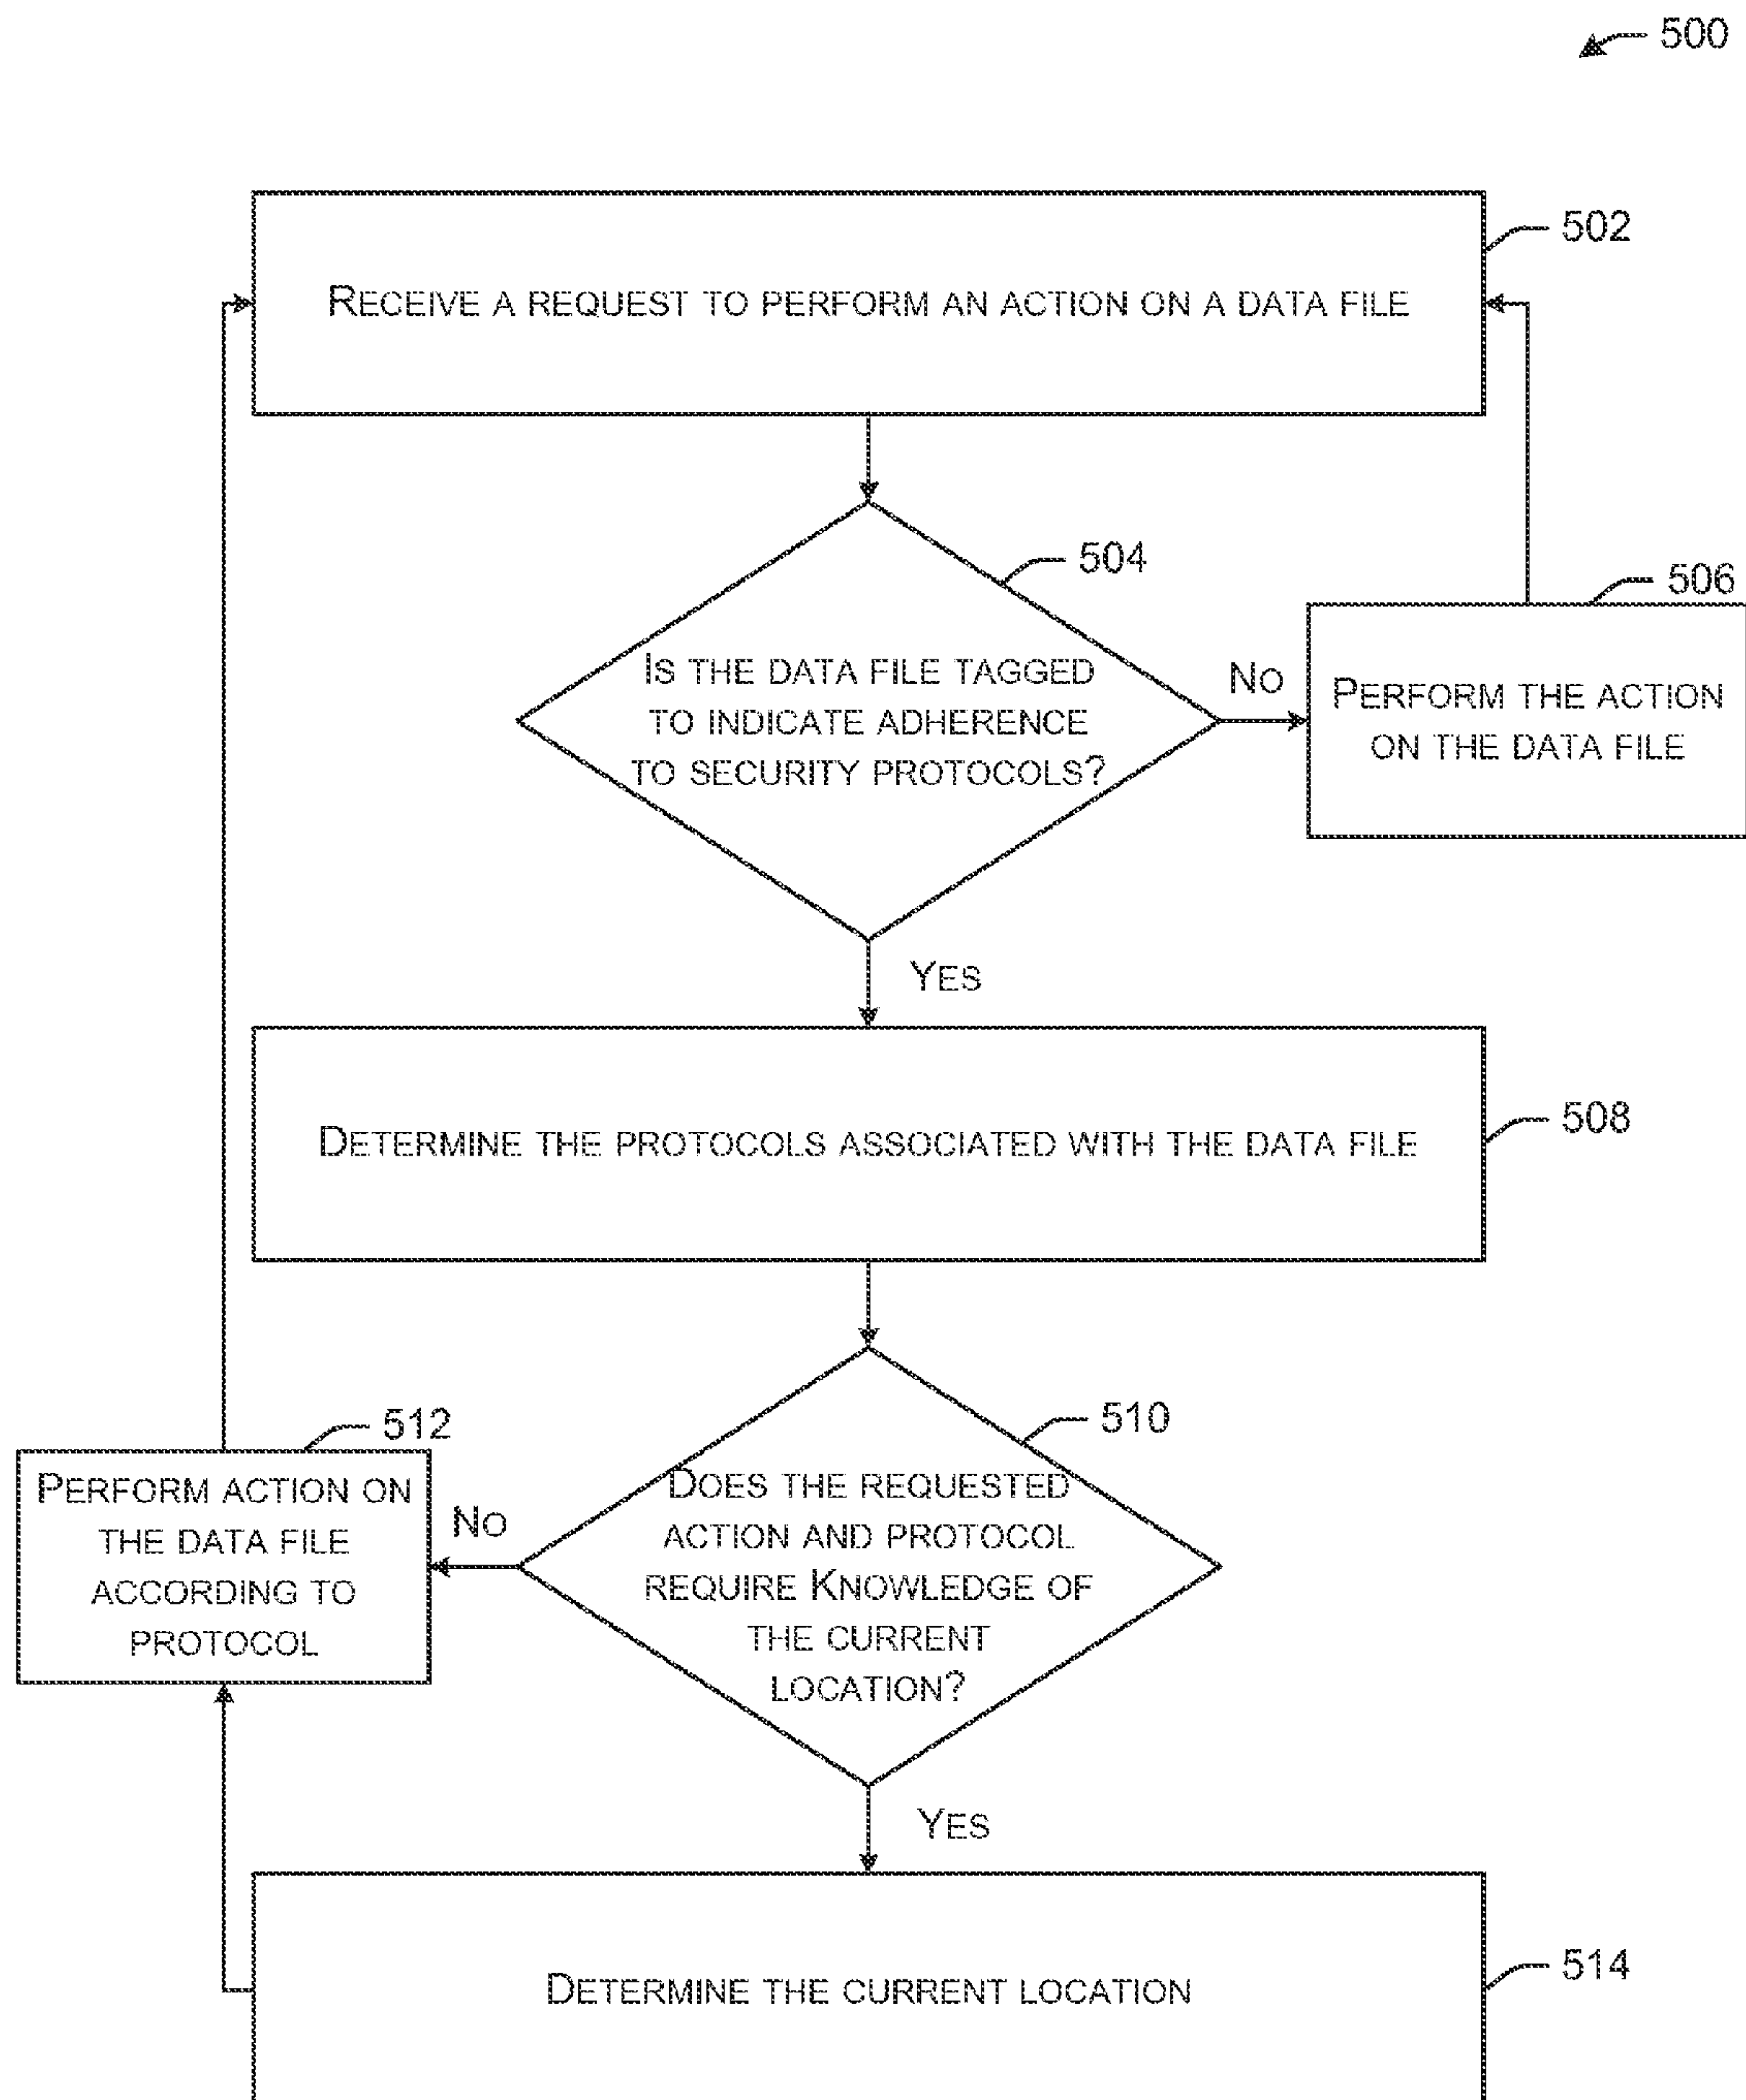 500
502
Receive a request to perform an action on a data file
504
Is the data file tagged
to indicate adherence
to security protocols?
No
506
Perform the action
on the data file
Yes
508
Determine the protocols associated with the data file
510
Does the requested
action and protocol
require Knowledge of
the current
location?
No
512
Perform action on
the data file
according to
protocol
Yes
514
Determine the current location